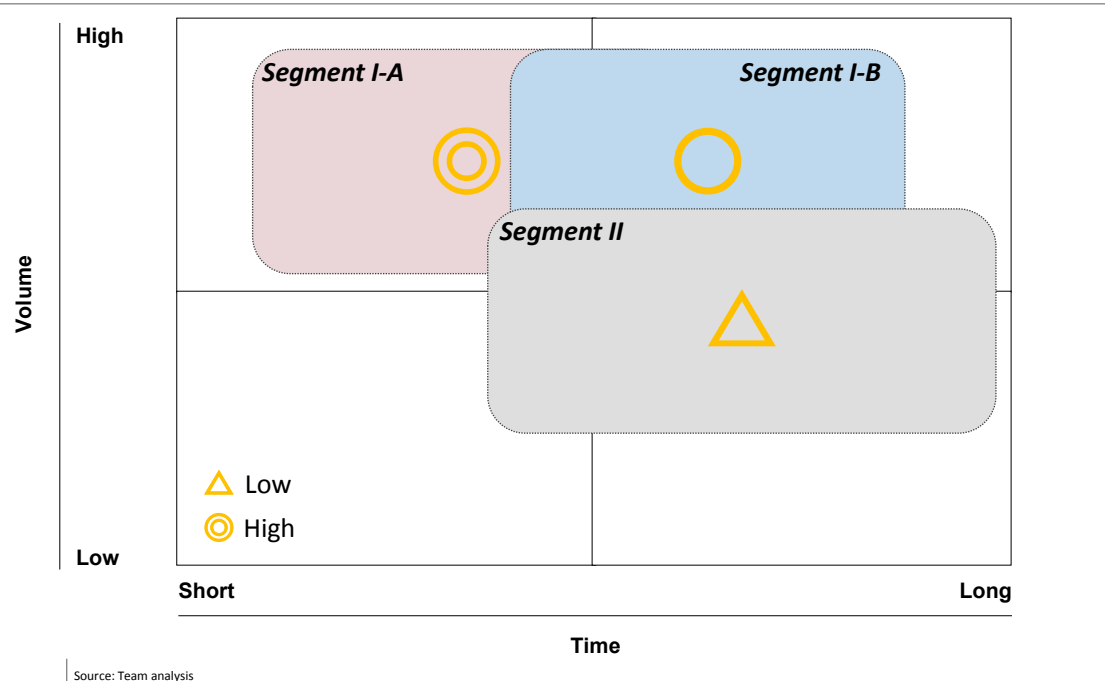 High
Segment I-A
Segment I-B
Segment II
Volume
Low
High
Low
Short
Long
Time
Source: Team analysis